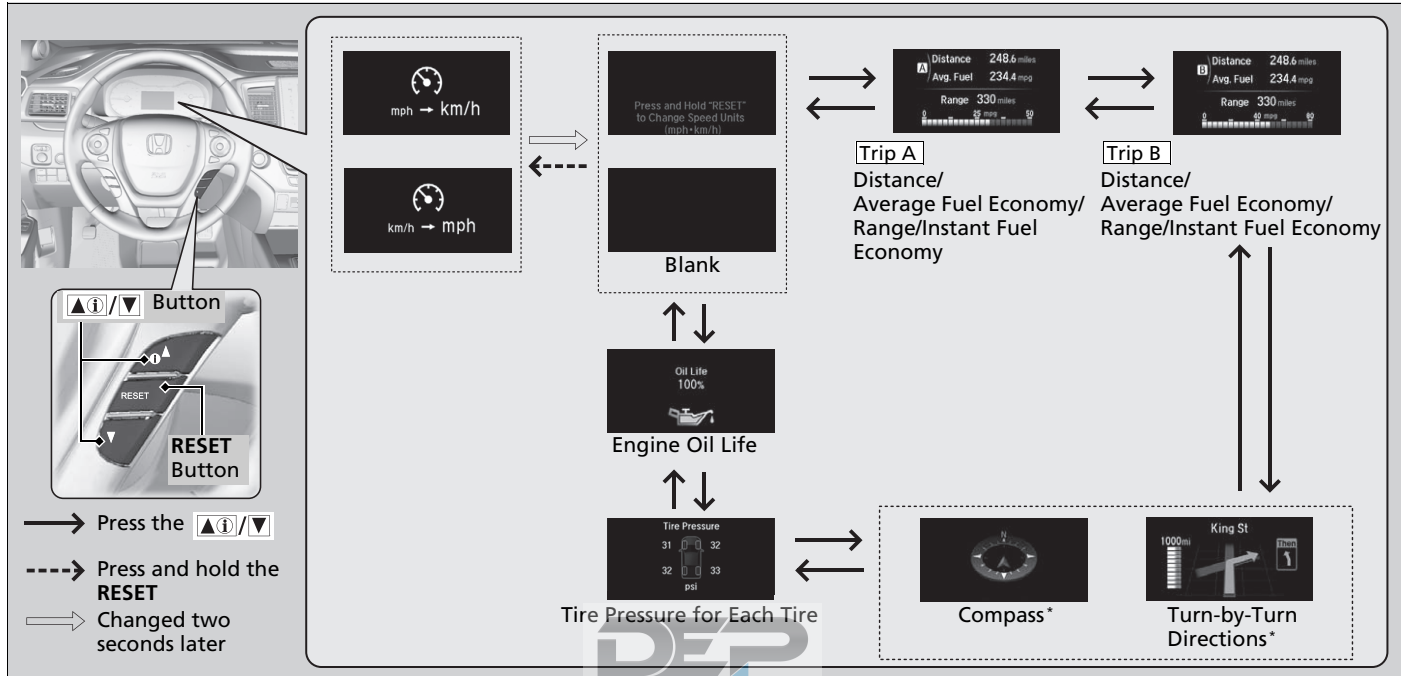 ▲ⓘ/▼ Button
ⓘ▲
RESET
▼
RESET
Button
Press the ▲ⓘ/▼
Press and hold the
RESET
Changed two
seconds later
mph → km/h
km/h → mph
Press and Hold "RESET"
to Change Speed Units
(mph•km/h)
Blank
A Distance 248.6 miles
Avg. Fuel 234.4 mpg
Range 330 miles
0 25 mpg 50
Trip A
Distance/
Average Fuel Economy/
Range/Instant Fuel
Economy
B Distance 248.6 miles
Avg. Fuel 234.4 mpg
Range 330 miles
0 40 mpg 80
Trip B
Distance/
Average Fuel Economy/
Range/Instant Fuel Economy
Oil Life
100%
Engine Oil Life
Tire Pressure
31 32
32 33
psi
Tire Pressure for Each Tire
N
Compass*
King St
1000mi
Then
Turn-by-Turn
Directions*
DEP